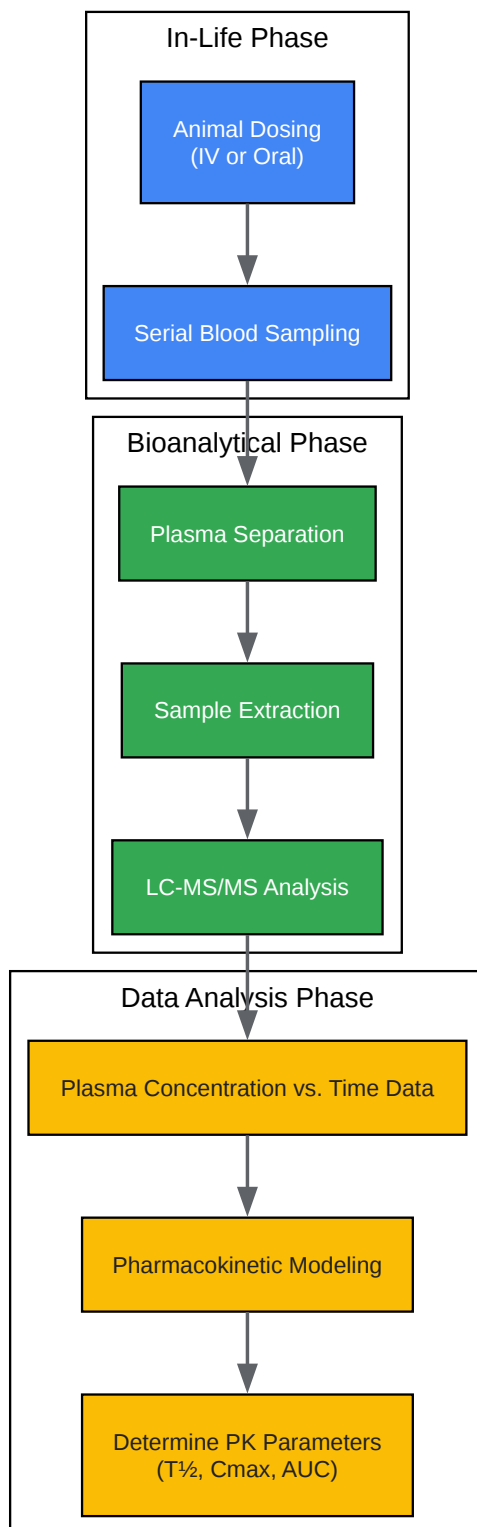 In-Life Phase
Animal Dosing
(IV or Oral)
Serial Blood Sampling
Bioanalytical Phase
Plasma Separation
Sample Extraction
LC-MS/MS Analysis
Data Analysis Phase
Plasma Concentration vs. Time Data
Pharmacokinetic Modeling
Determine PK Parameters
(T½, Cmax, AUC)